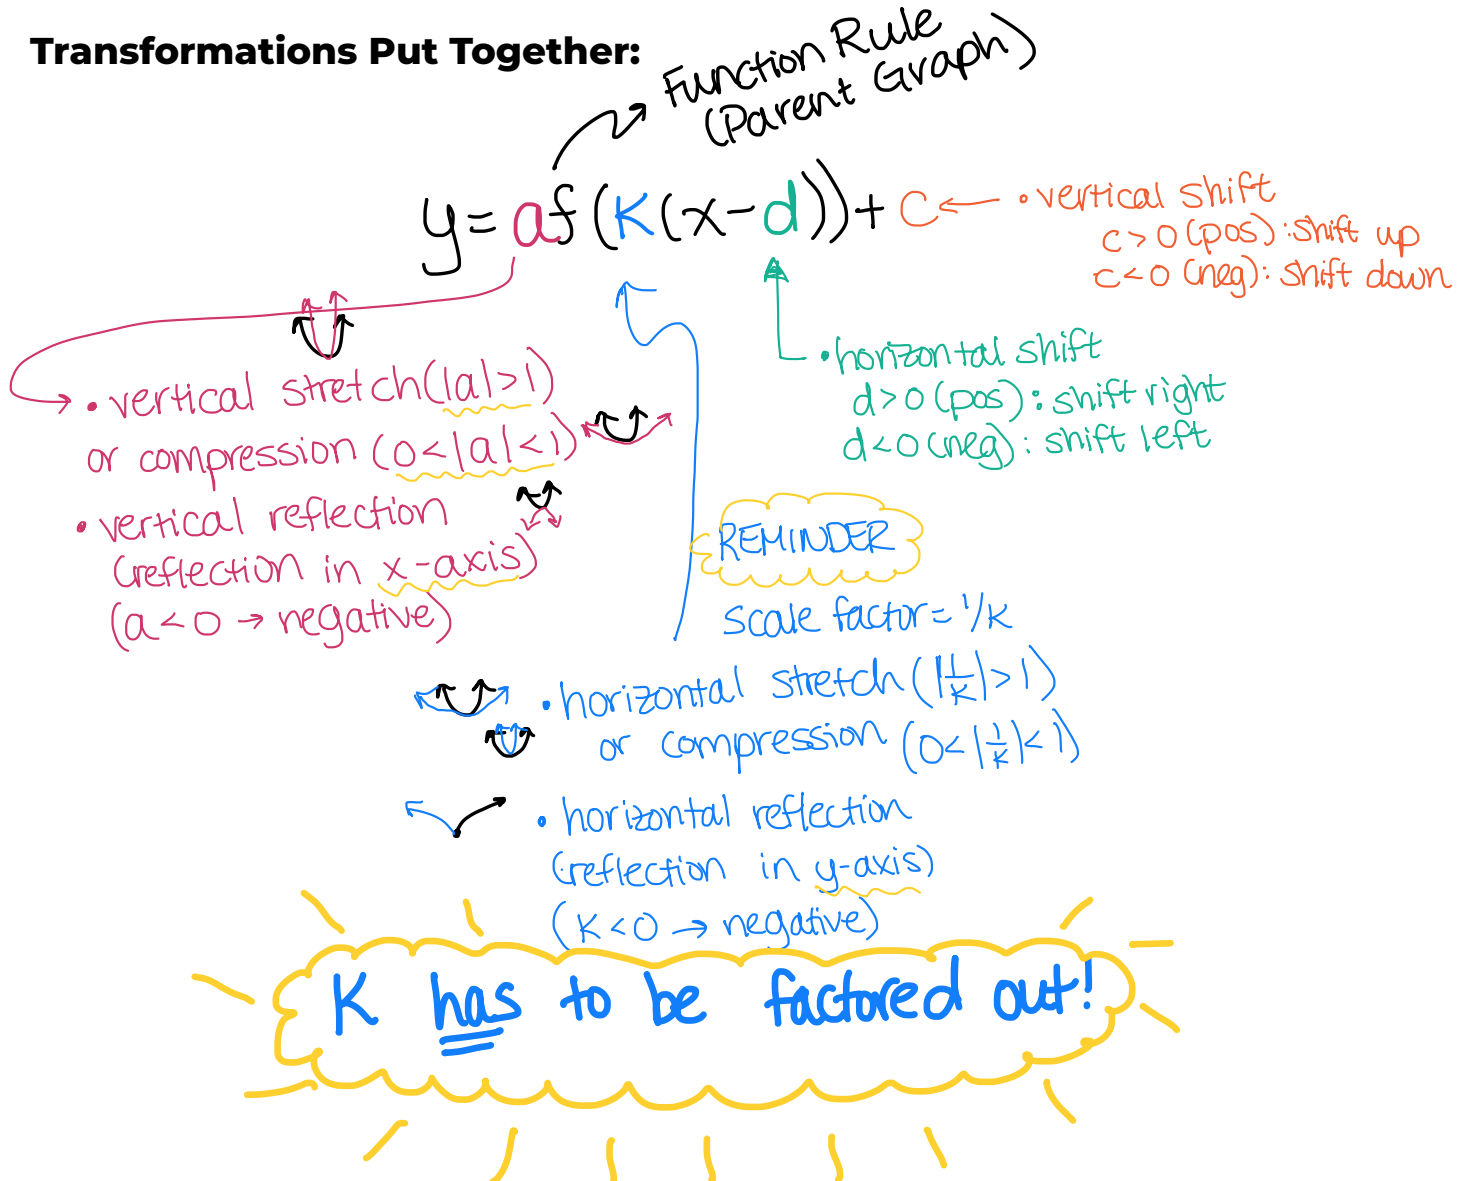 Transformations Put Together:
Function Rule
(Parent Graph)
y = af(K(x-d))+c
• vertical shift
c > 0 (pos): shift up
c < 0 (neg): shift down
• horizontal shift
d>0 (pos): shift right
d<0 (neg): shift left
• vertical stretch (|a|>1)
or compression (0<|a|<1)
• vertical reflection
(reflection in x-axis)
(a < 0 → negative)
REMINDER
scale factor = 1/K
• horizontal stretch (|1/K|>1)
or compression (0<|1/K|<1)
• horizontal reflection
(reflection in y-axis)
(K < 0 → negative)
K has to be factored out!